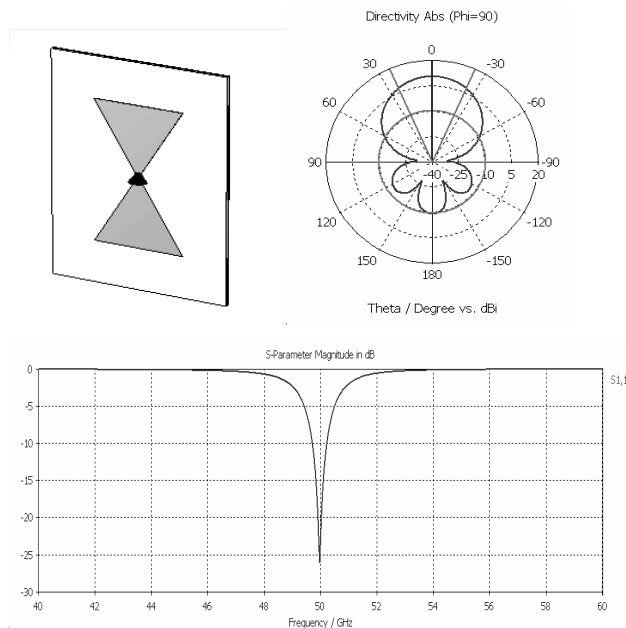 Directivity Abs (Phi=90)
0
30 -30
60 -60
90 -40 -25 -10 5 20 -90
120 -120
150 -150
180
Theta / Degree vs. dBi
S-Parameter Magnitude in dB
0
S1,1
-5
-10
-15
-20
-25
-30
40 42 44 46 48 50 52 54 56 58 60
Frequency / GHz